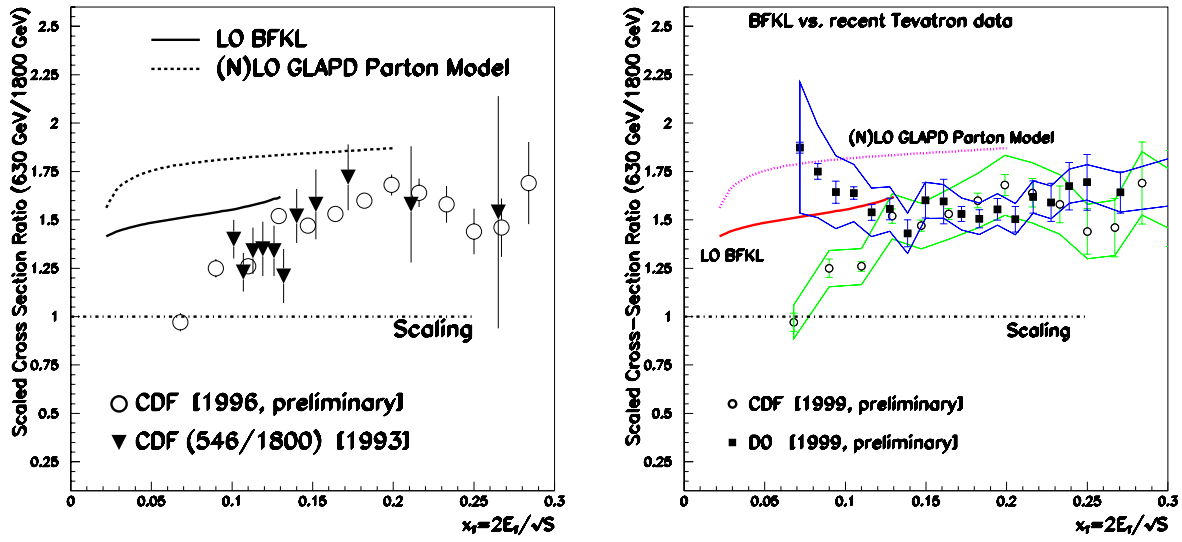 Scaled Cross Section Ratio (630 GeV/1800 GeV)
2.5
2.25
2
1.75
1.5
1.25
1
0.75
0.5
0.25
LO BFKL
(N)LO GLAPD Parton Model
Scaling
CDF [1996, preliminary]
CDF (546/1800) [1993]
0 0.05 0.1 0.15 0.2 0.25 0.3
x_T=2E_T/√S
Scaled Cross-Section Ratio (630 GeV/1800 GeV)
2.5
2.25
2
1.75
1.5
1.25
1
0.75
0.5
0.25
BFKL vs. recent Tevatron data
(N)LO GLAPD Parton Model
LO BFKL
Scaling
CDF [1999, preliminary]
D0 [1999, preliminary]
0 0.05 0.1 0.15 0.2 0.25 0.3
x_T=2E_T/√S